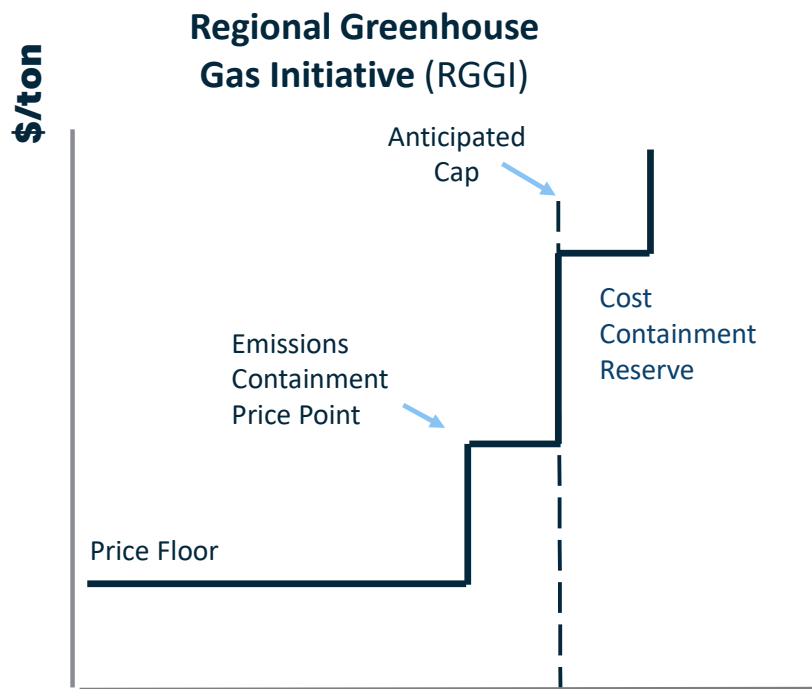 Regional Greenhouse
Gas Initiative (RGGI)
$/ton
Anticipated
Cap
Cost
Containment
Reserve
Emissions
Containment
Price Point
Price Floor